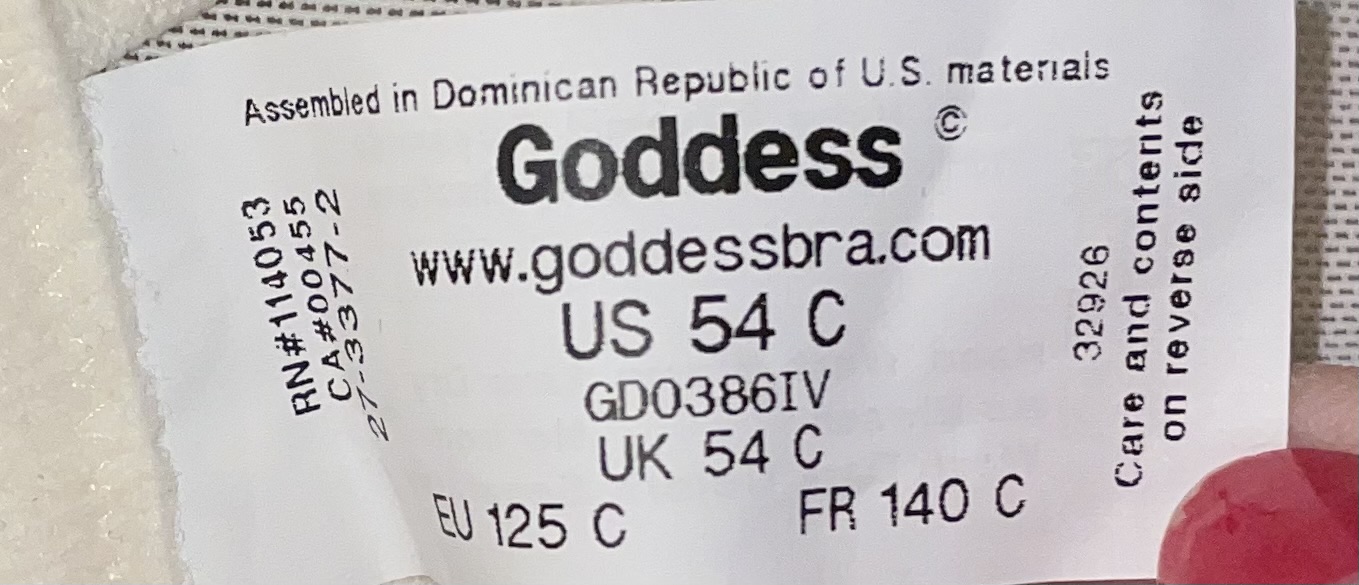 Assembled in Dominican Republic of U.S. materials
Goddess ©
www.goddessbra.com
US 54 C
GD0386IV
UK 54 C
EU 125 C FR 140 C
RN#114053
CA#00455
27-3377-2
32926
Care and contents
on reverse side